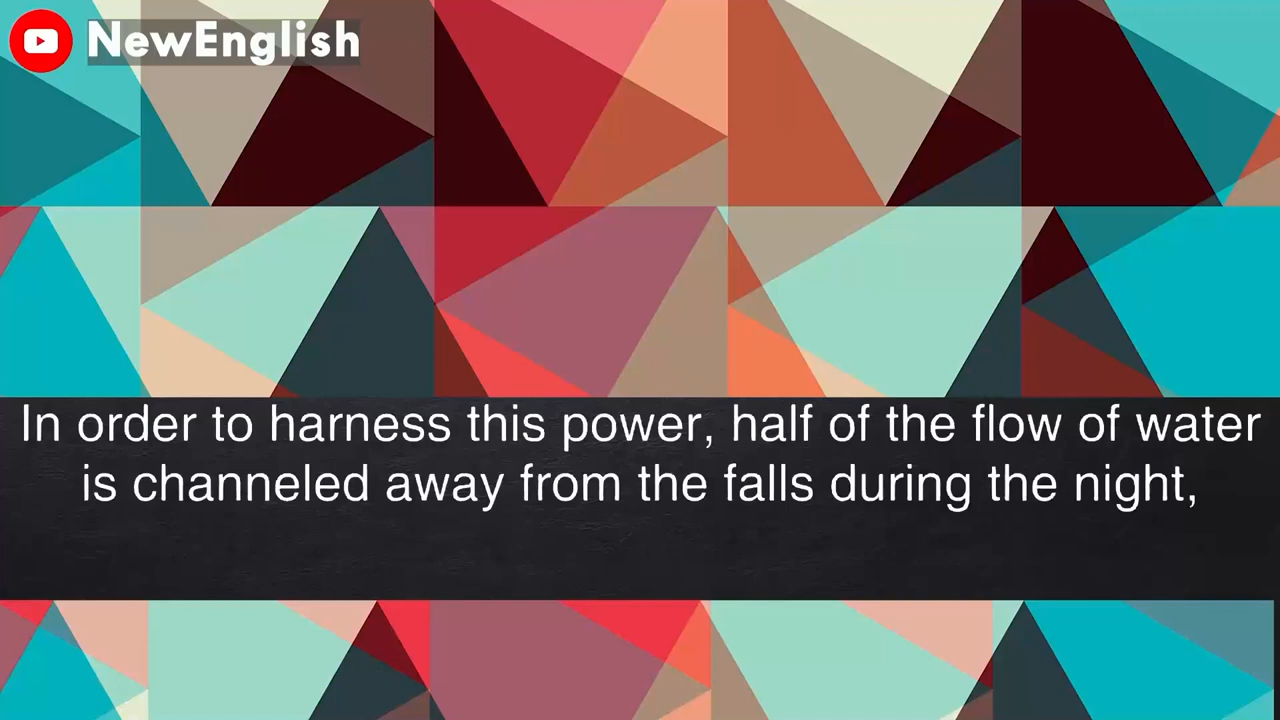 NewEnglish
In order to harness this power, half of the flow of water
is channeled away from the falls during the night,